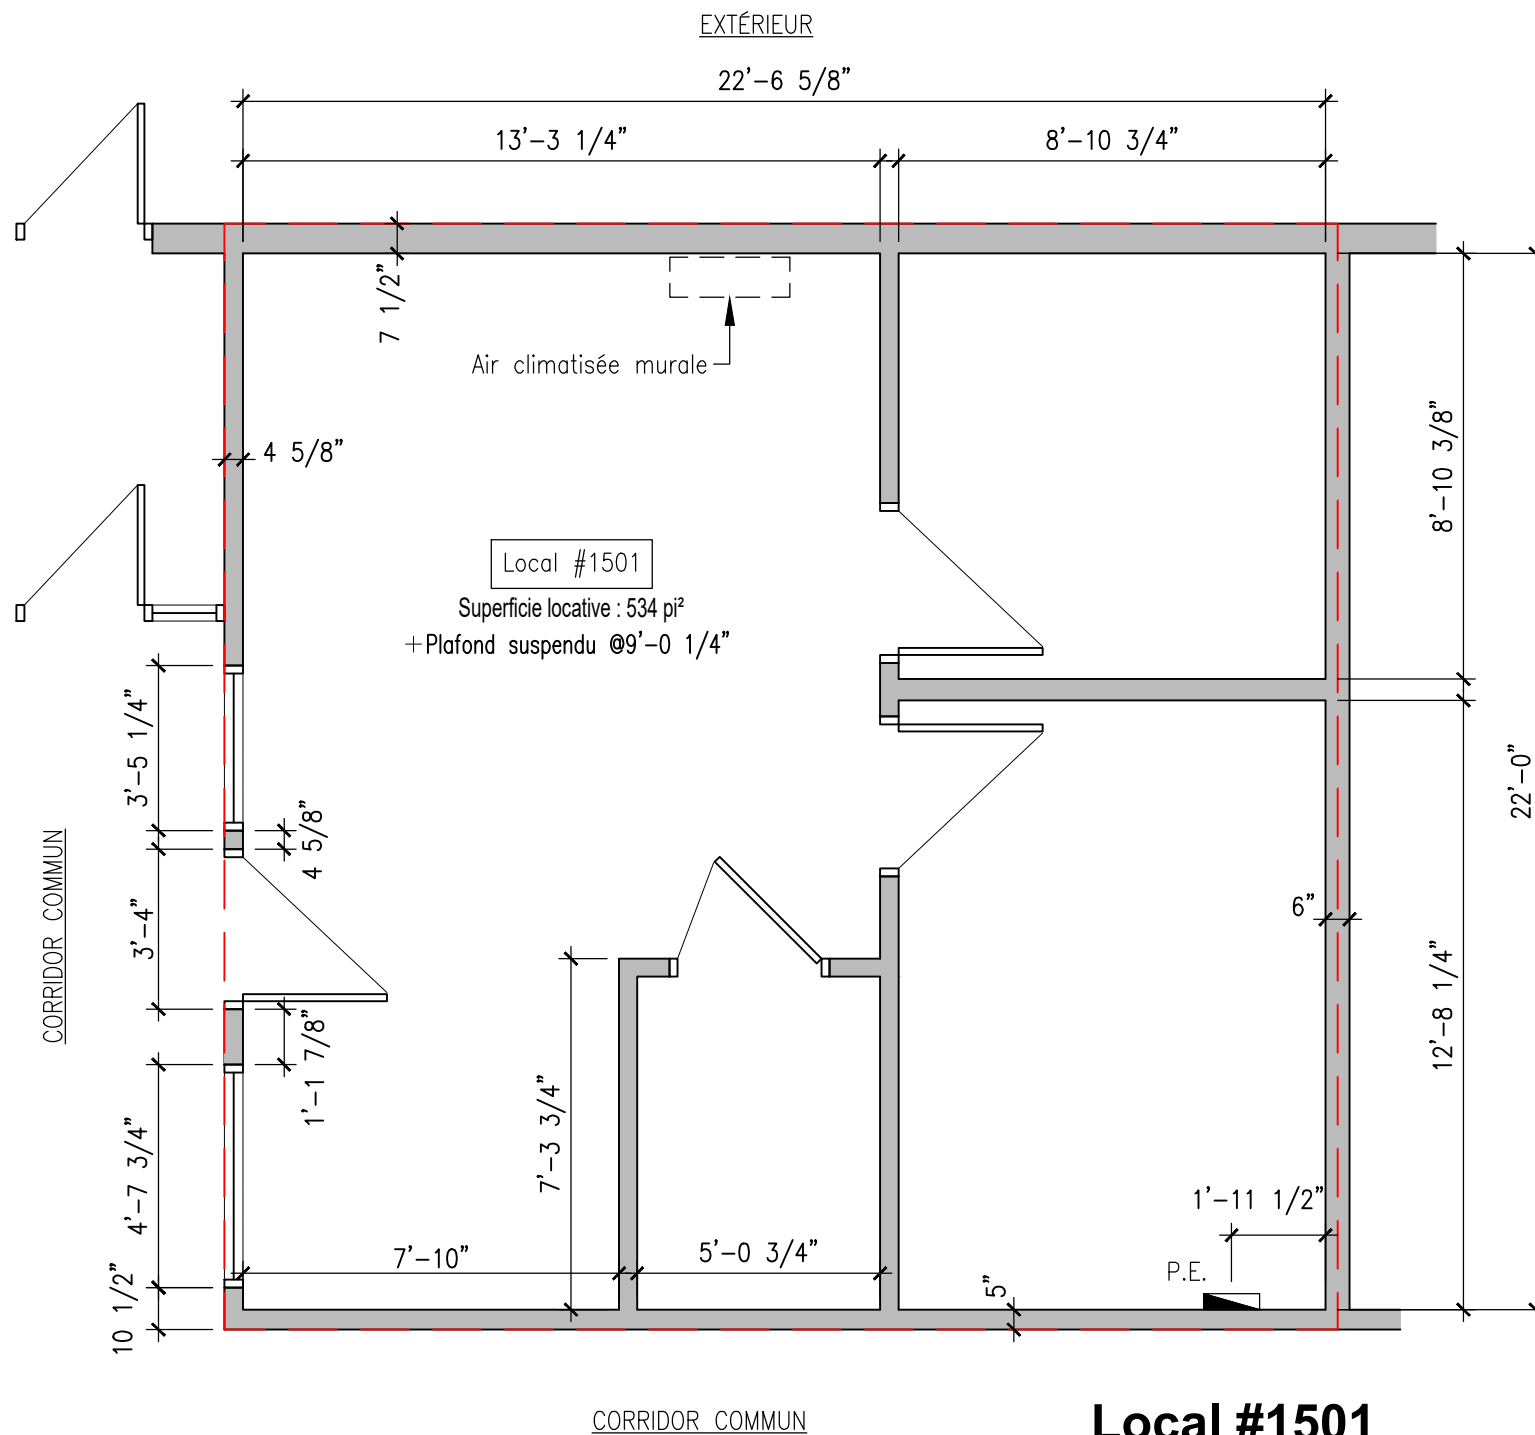 EXTÉRIEUR
22'-6 5/8"
13'-3 1/4"
8'-10 3/4"
7 1/2"
Air climatisée murale
4 5/8"
8'-10 3/8"
Local #1501
Superficie locative : 534 pi²
+Plafond suspendu @9'-0 1/4"
3'-5 1/4"
22'-0"
4 5/8"
CORRIDOR COMMUN
3'-4"
6"
12'-8 1/4"
1'-1 7/8"
7'-3 3/4"
4'-7 3/4"
1'-11 1/2"
7'-10"
5'-0 3/4"
P.E.
5"
10 1/2"
CORRIDOR COMMUN
Local #1501